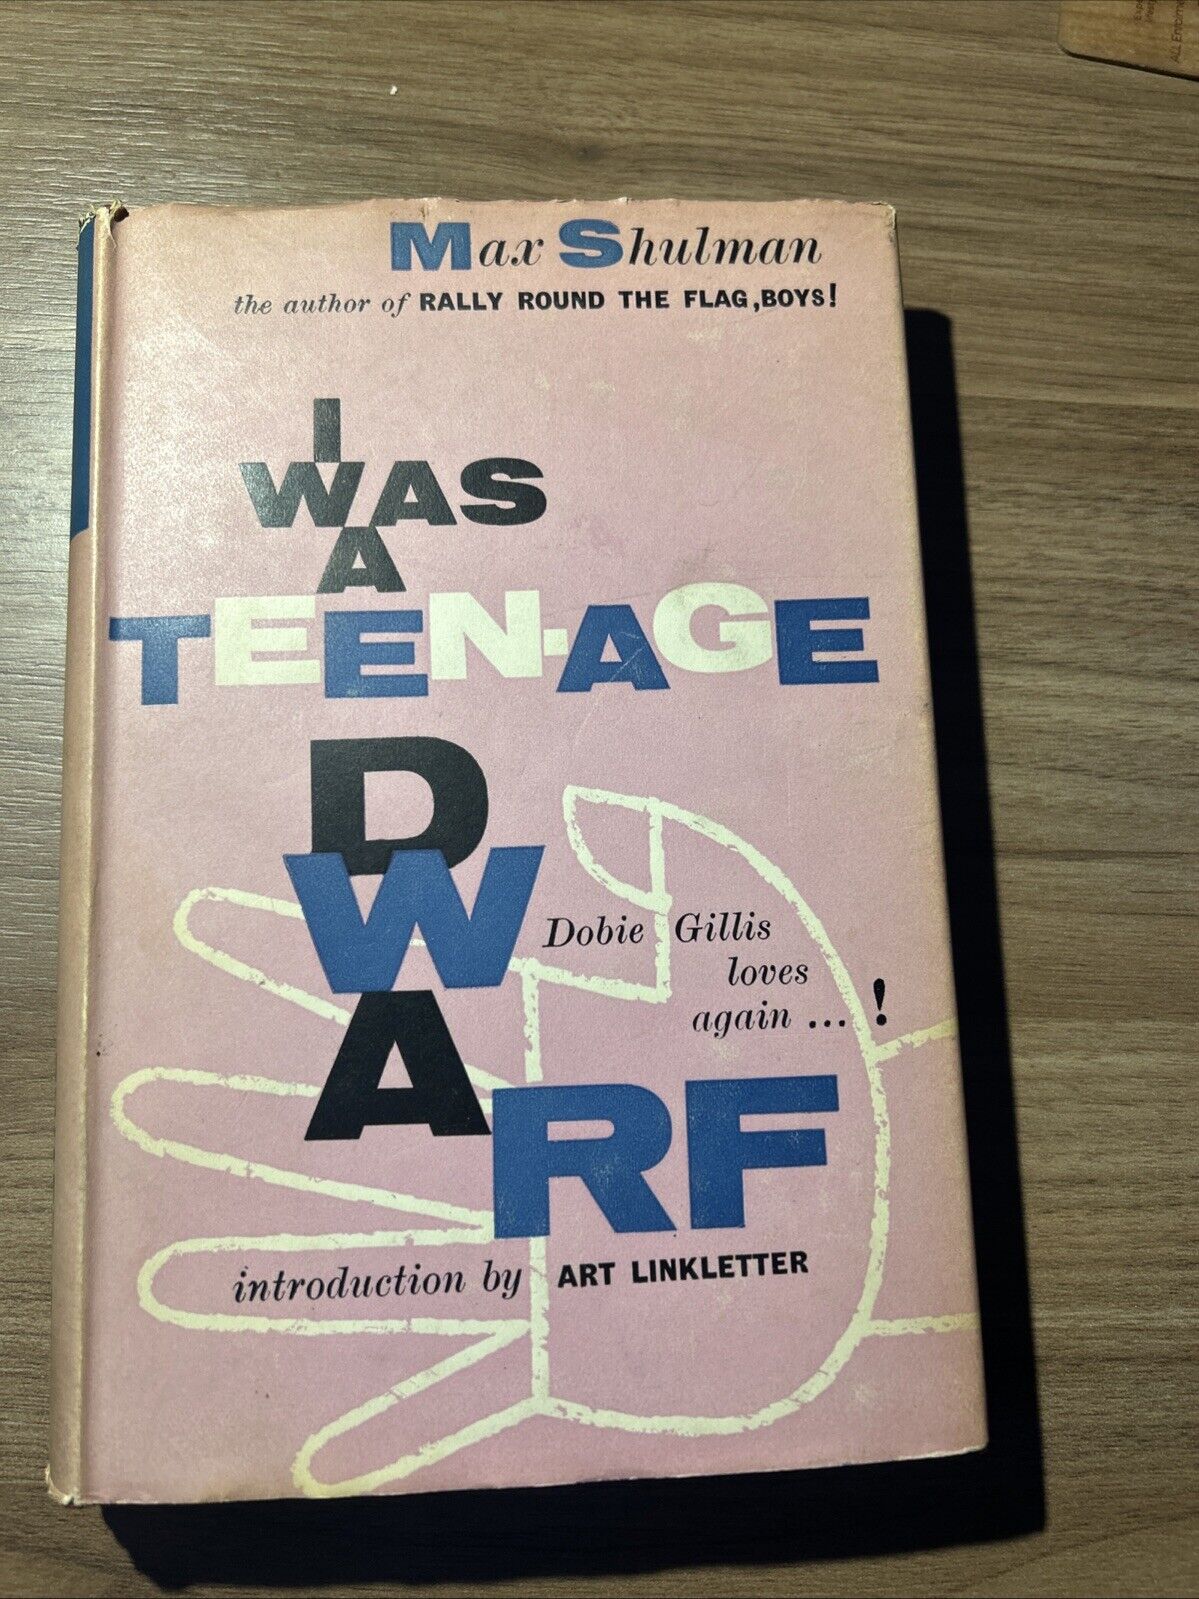 Max Shulman
the author of RALLY ROUND THE FLAG, BOYS!
I
WAS
A
TEEN-AGE
DWARF
Dobie Gillis
loves
again ... !
introduction by ART LINKLETTER